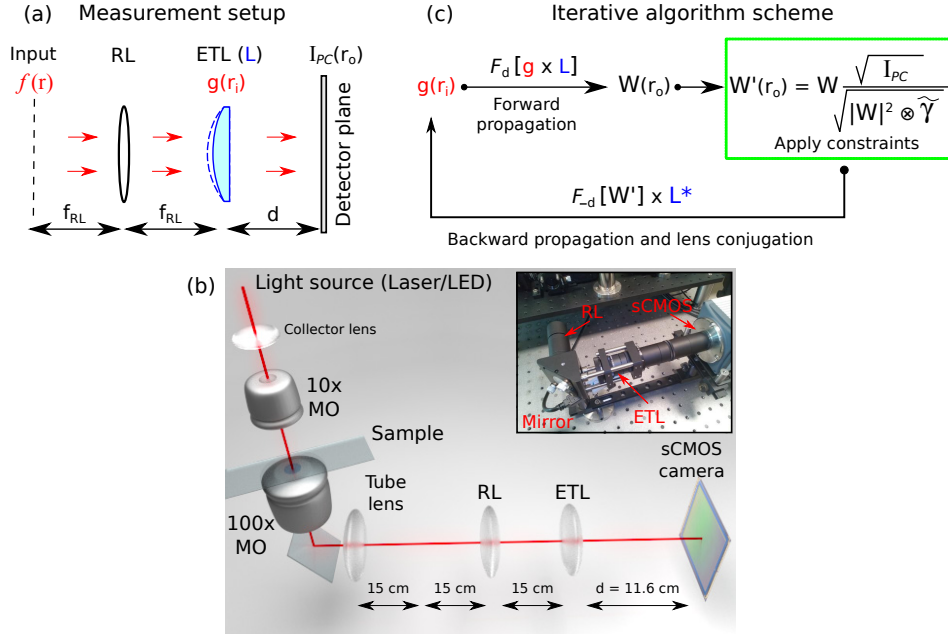 (a) Measurement setup
Input
f(r)
RL
ETL (L)
g(rᵢ)
I_PC(rₒ)
Detector plane
f_RL
f_RL
d
(c) Iterative algorithm scheme
g(rᵢ)
F_d [g x L]
Forward
propagation
W(rₒ)
W'(rₒ) = W √I_PC / √|W|² ⊗ γ̃
Apply constraints
F_–d [W'] x L*
Backward propagation and lens conjugation
(b) Light source (Laser/LED)
Collector lens
10x
MO
Sample
100x
MO
Tube
lens
RL
ETL
sCMOS
camera
15 cm
15 cm
15 cm
d = 11.6 cm
RL
sCMOS
Mirror
ETL